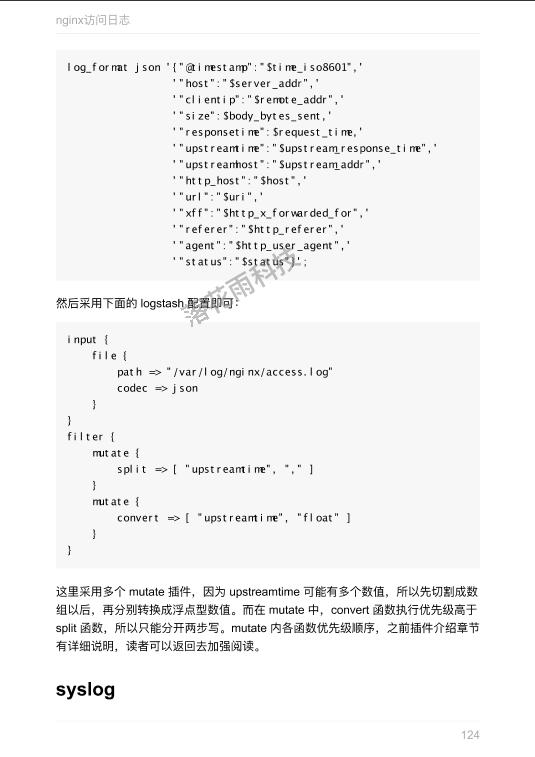 nginx访问日志
log_format json '{"@timestamp":"$time_iso8601",'
'"host":"$server_addr",'
'"clientip":"$remote_addr",'
'"size":$body_bytes_sent,'
'"responsetime":$request_time,'
'"upstreamtime":"$upstream_response_time",'
'"upstreamhost":"$upstream_addr",'
'"http_host":"$host",'
'"url":"$uri",'
'"xff":"$http_x_forwarded_for",'
'"referer":"$http_referer",'
'"agent":"$http_user_agent",'
'"status":"$status"}';
落花雨科技
然后采用下面的 logstash 配置即可：
input {
file {
path => "/var/log/nginx/access.log"
codec => json
}
}
filter {
mutate {
split => [ "upstreamtime", "," ]
}
mutate {
convert => [ "upstreamtime", "float" ]
}
}
这里采用多个 mutate 插件，因为 upstreamtime 可能有多个数值，所以先切割成数
组以后，再分别转换成浮点型数值。而在 mutate 中，convert 函数执行优先级高于
split 函数，所以只能分开两步写。mutate 内各函数优先级顺序，之前插件介绍章节
有详细说明，读者可以返回去加强阅读。
syslog
124